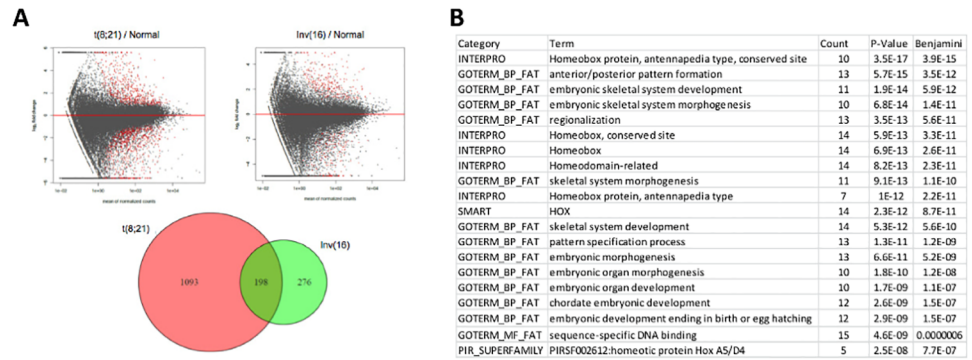 A
B
t(8;21) / Normal
Inv(16) / Normal
log₂ fold change
mean of normalized counts
log₂ fold change
mean of normalized counts
t(8;21)
Inv(16)
1093
198
276
Category Term Count P-Value Benjamini
INTERPRO Homeobox protein, antennapedia type, conserved site 10 3.5E-17 3.9E-15
GOTERM_BP_FAT anterior/posterior pattern formation 13 5.7E-15 3.5E-12
GOTERM_BP_FAT embryonic skeletal system development 11 1.9E-14 5.9E-12
GOTERM_BP_FAT embryonic skeletal system morphogenesis 10 6.8E-14 1.4E-11
GOTERM_BP_FAT regionalization 13 3.5E-13 5.6E-11
INTERPRO Homeobox, conserved site 14 5.9E-13 3.3E-11
INTERPRO Homeobox 14 6.9E-13 2.6E-11
INTERPRO Homeodomain-related 14 8.2E-13 2.3E-11
GOTERM_BP_FAT skeletal system morphogenesis 11 9.1E-13 1.1E-10
INTERPRO Homeobox protein, antennapedia type 7 1E-12 2.2E-11
SMART HOX 14 2.3E-12 8.7E-11
GOTERM_BP_FAT skeletal system development 14 5.3E-12 5.6E-10
GOTERM_BP_FAT pattern specification process 13 1.3E-11 1.2E-09
GOTERM_BP_FAT embryonic morphogenesis 13 6.6E-11 5.2E-09
GOTERM_BP_FAT embryonic organ morphogenesis 10 1.8E-10 1.2E-08
GOTERM_BP_FAT embryonic organ development 10 1.7E-09 1.1E-07
GOTERM_BP_FAT chordate embryonic development 12 2.6E-09 1.5E-07
GOTERM_BP_FAT embryonic development ending in birth or egg hatching 12 2.9E-09 1.5E-07
GOTERM_MF_FAT sequence-specific DNA binding 15 4.6E-09 0.0000006
PIR_SUPERFAMILY PIRSF002612:homeotic protein Hox A5/D4 5 2.5E-08 7.7E-07